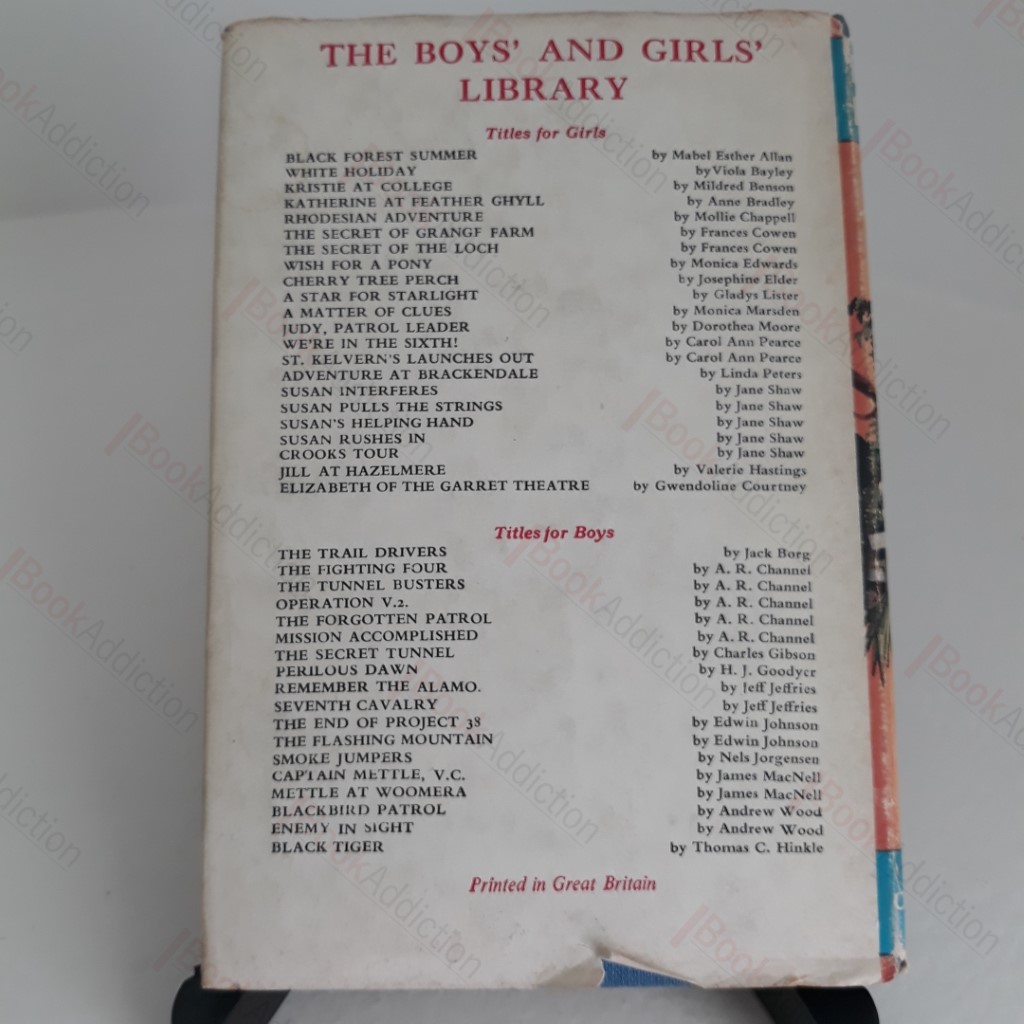 THE BOYS' AND GIRLS'
LIBRARY
Titles for Girls
BLACK FOREST SUMMER by Mabel Esther Allan
WHITE HOLIDAY by Viola Bayley
KRISTIE AT COLLEGE by Mildred Benson
KATHERINE AT FEATHER GHYLL by Anne Bradley
RHODESIAN ADVENTURE by Mollie Chappell
THE SECRET OF GRANGE FARM by Frances Cowen
THE SECRET OF THE LOCH by Frances Cowen
WISH FOR A PONY by Monica Edwards
CHERRY TREE PERCH by Josephine Elder
A STAR FOR STARLIGHT by Gladys Lister
A MATTER OF CLUES by Monica Marsden
JUDY, PATROL LEADER by Dorothea Moore
WE'RE IN THE SIXTH! by Carol Ann Pearce
ST. KELVERN'S LAUNCHES OUT by Carol Ann Pearce
ADVENTURE AT BRACKENDALE by Linda Peters
SUSAN INTERFERES by Jane Shaw
SUSAN PULLS THE STRINGS by Jane Shaw
SUSAN'S HELPING HAND by Jane Shaw
SUSAN RUSHES IN by Jane Shaw
CROOKS TOUR by Jane Shaw
JILL AT HAZELMERE by Valerie Hastings
ELIZABETH OF THE GARRET THEATRE by Gwendoline Courtney
Titles for Boys
THE TRAIL DRIVERS by Jack Borg
THE FIGHTING FOUR by A. R. Channel
THE TUNNEL BUSTERS by A. R. Channel
OPERATION V.2. by A. R. Channel
THE FORGOTTEN PATROL by A. R. Channel
MISSION ACCOMPLISHED by A. R. Channel
THE SECRET TUNNEL by Charles Gibson
PERILOUS DAWN by H. J. Goodyer
REMEMBER THE ALAMO. by Jeff Jeffries
SEVENTH CAVALRY by Jeff Jeffries
THE END OF PROJECT 38 by Edwin Johnson
THE FLASHING MOUNTAIN by Edwin Johnson
SMOKE JUMPERS by Nels Jorgensen
CAPTAIN METTLE, V.C. by James MacNell
METTLE AT WOOMERA by James MacNell
BLACKBIRD PATROL by Andrew Wood
ENEMY IN SIGHT by Andrew Wood
BLACK TIGER by Thomas C. Hinkle
Printed in Great Britain
BookAddiction